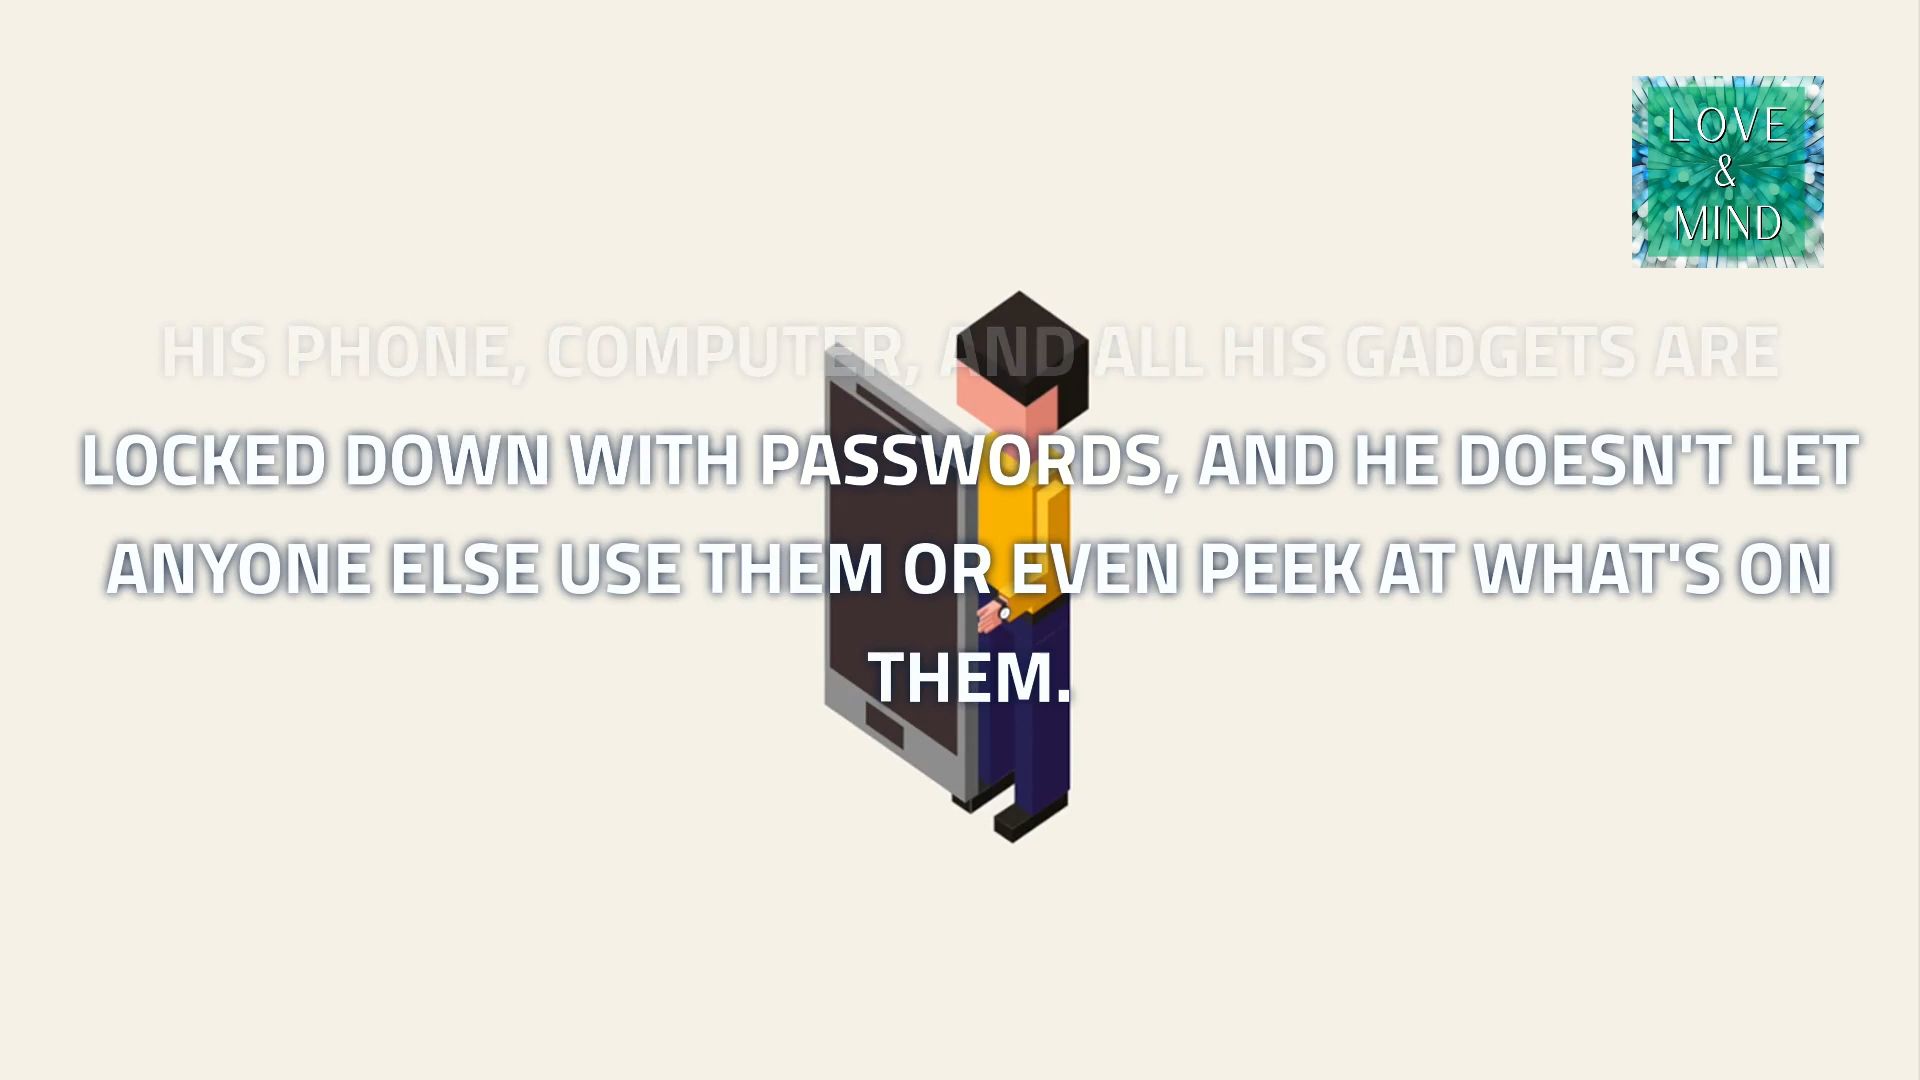 LOVE
&
MIND
HIS PHONE, COMPUTER, AND ALL HIS GADGETS ARE
LOCKED DOWN WITH PASSWORDS, AND HE DOESN'T LET
ANYONE ELSE USE THEM OR EVEN PEEK AT WHAT'S ON
THEM.